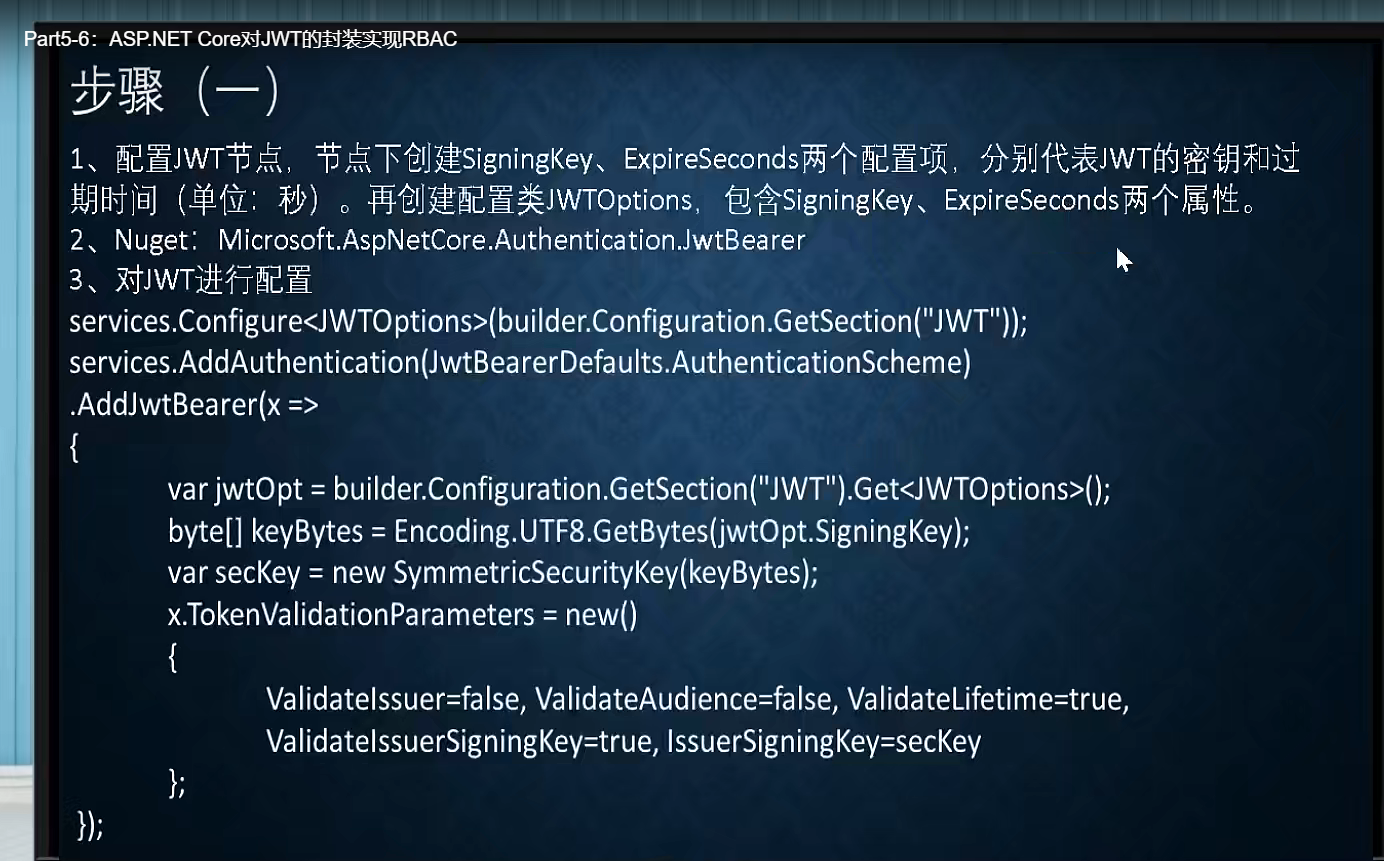 Part5-6：ASP.NET Core对JWT的封装实现RBAC
步骤（一）
1、配置JWT节点，节点下创建SigningKey、ExpireSeconds两个配置项，分别代表JWT的密钥和过
期时间（单位：秒）。再创建配置类JWTOptions，包含SigningKey、ExpireSeconds两个属性。
2、Nuget：Microsoft.AspNetCore.Authentication.JwtBearer
3、对JWT进行配置
services.Configure<JWTOptions>(builder.Configuration.GetSection("JWT"));
services.AddAuthentication(JwtBearerDefaults.AuthenticationScheme)
.AddJwtBearer(x =>
{
var jwtOpt = builder.Configuration.GetSection("JWT").Get<JWTOptions>();
byte[] keyBytes = Encoding.UTF8.GetBytes(jwtOpt.SigningKey);
var secKey = new SymmetricSecurityKey(keyBytes);
x.TokenValidationParameters = new()
{
ValidateIssuer=false, ValidateAudience=false, ValidateLifetime=true,
ValidateIssuerSigningKey=true, IssuerSigningKey=secKey
};
});